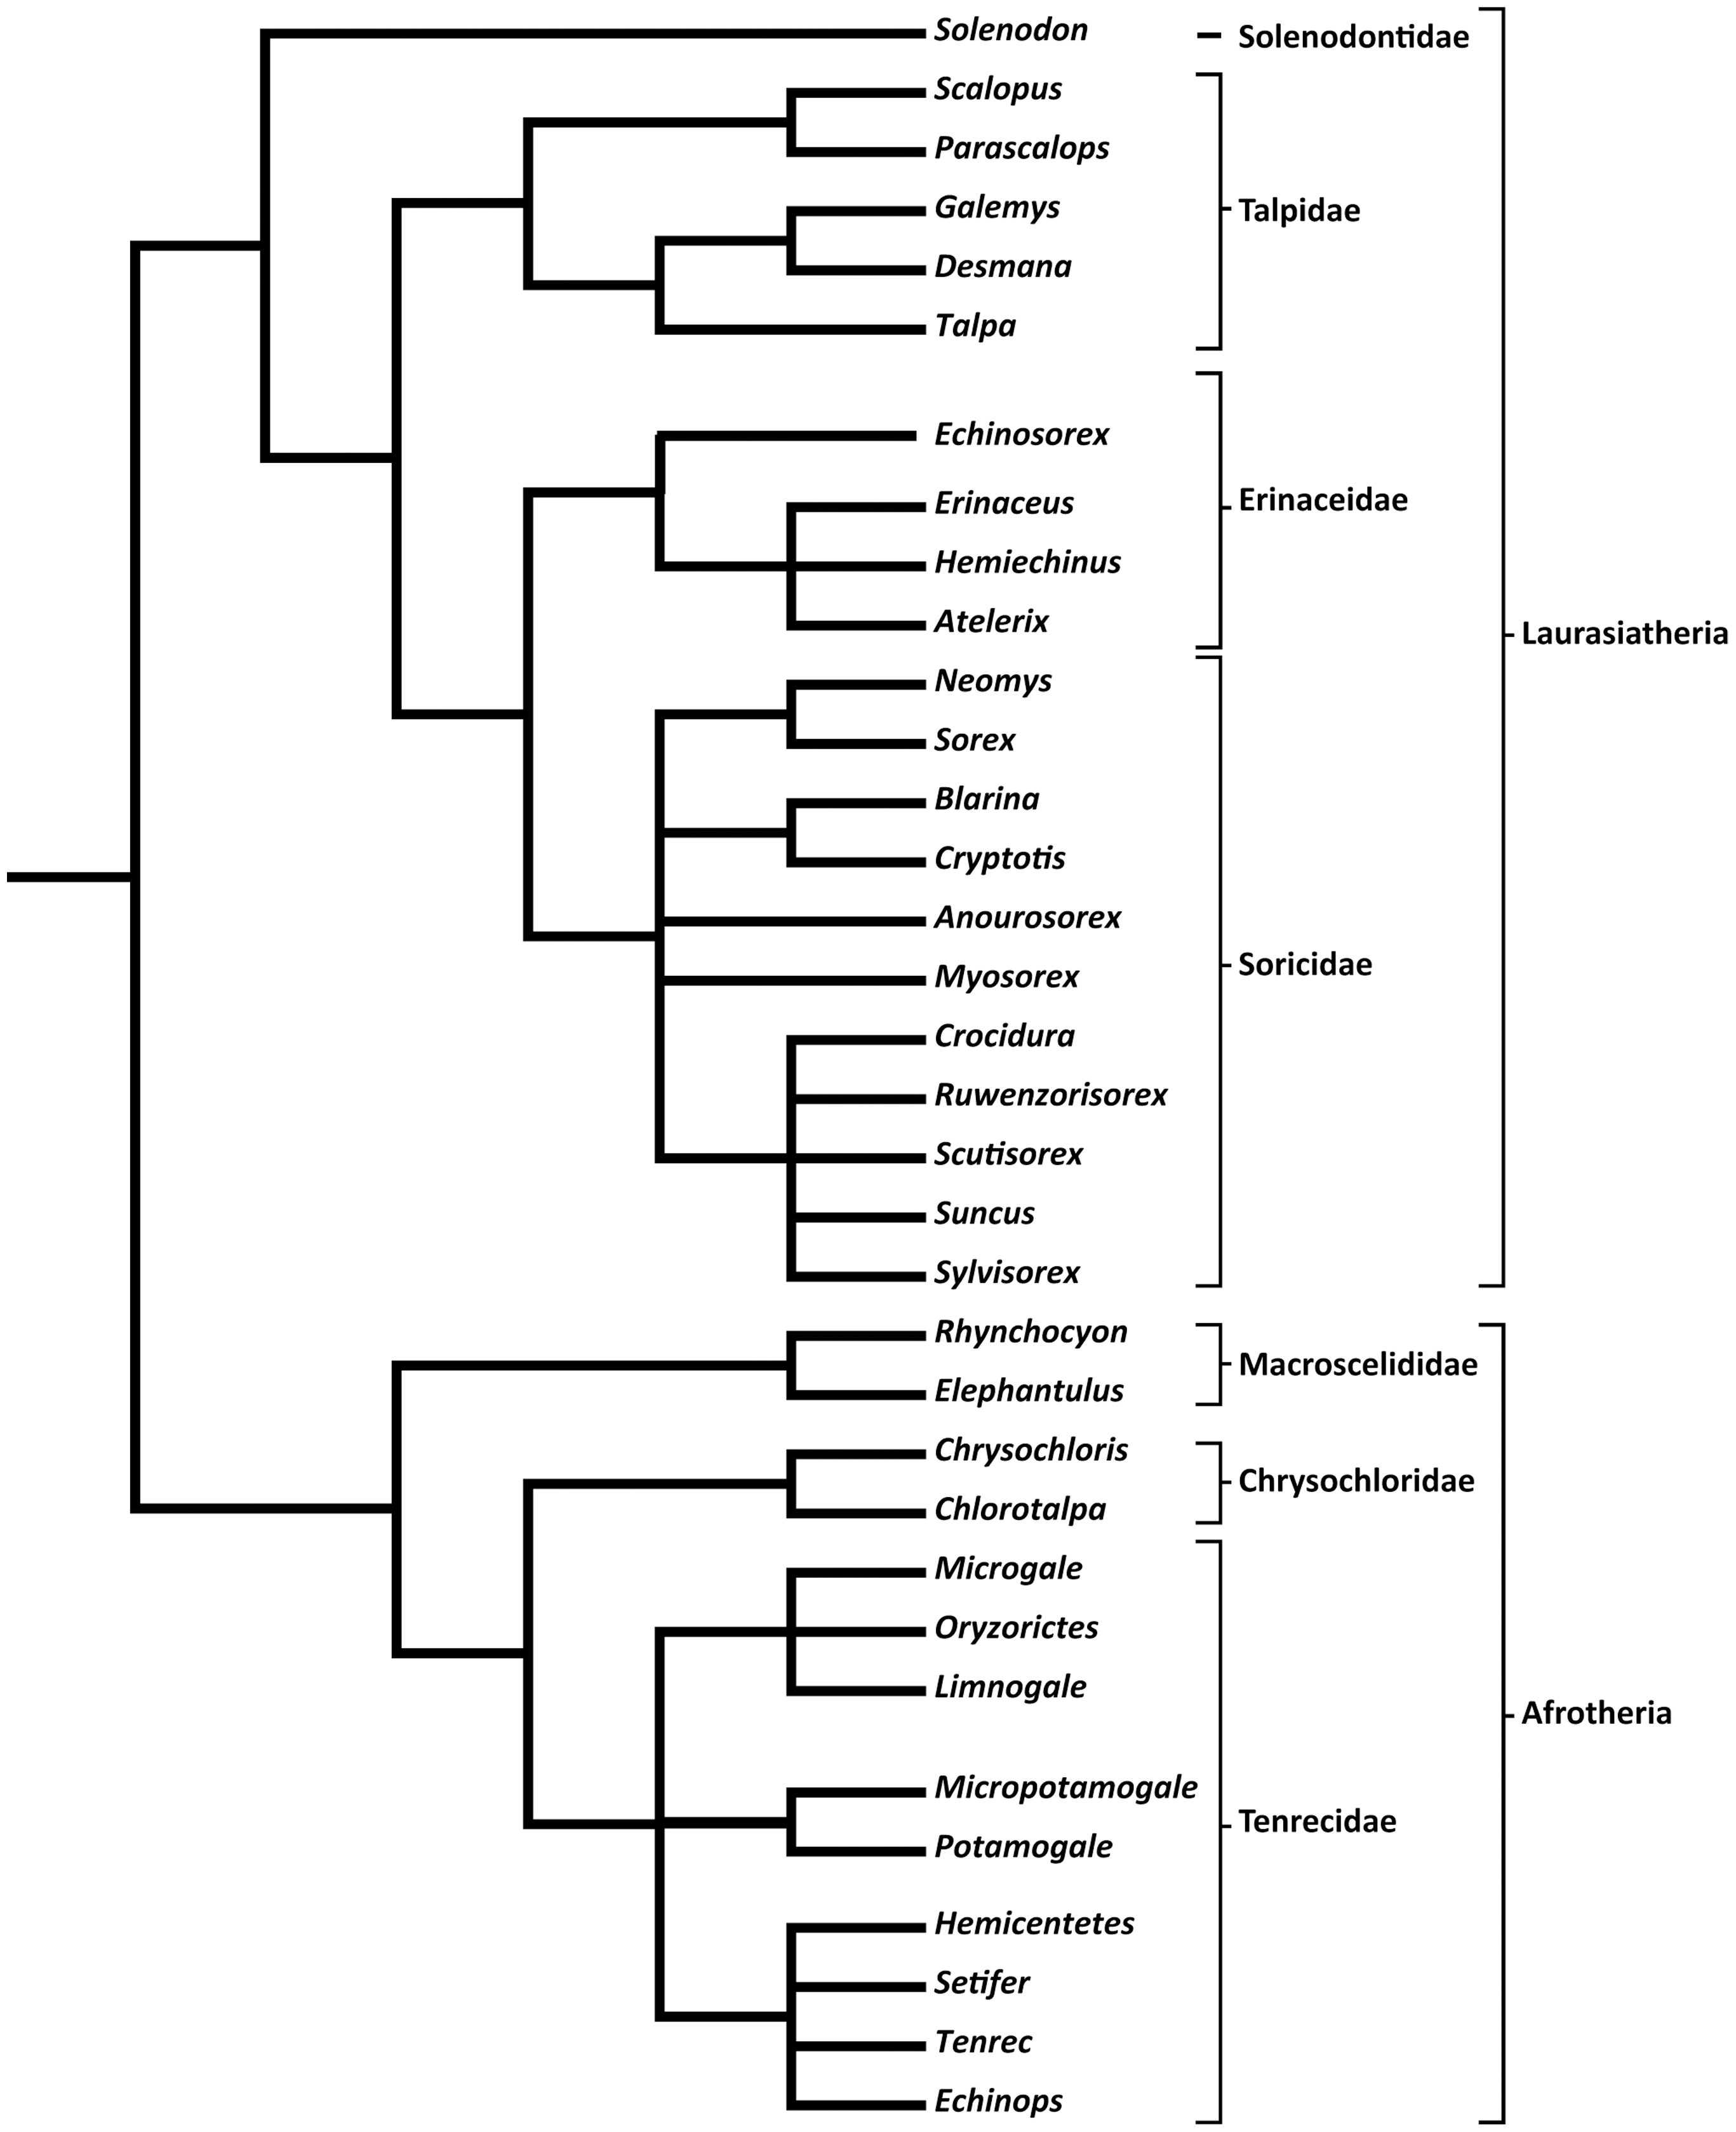 Solenodon
Solenodontidae
Scalopus
Parascalops
Galemys
Talpidae
Desmana
Talpa
Echinosorex
Erinaceus
Erinaceidae
Hemiechinus
Atelerix
Laurasiatheria
Neomys
Sorex
Blarina
Cryptotis
Anourosorex
Soricidae
Myosorex
Crocidura
Ruwenzorisorex
Scutisorex
Suncus
Sylvisorex
Rhynchocyon
Macroscelididae
Elephantulus
Chrysochloris
Chrysochloridae
Chlorotalpa
Microgale
Oryzorictes
Limnogale
Afrotheria
Micropotamogale
Tenrecidae
Potamogale
Hemicentetes
Setifer
Tenrec
Echinops